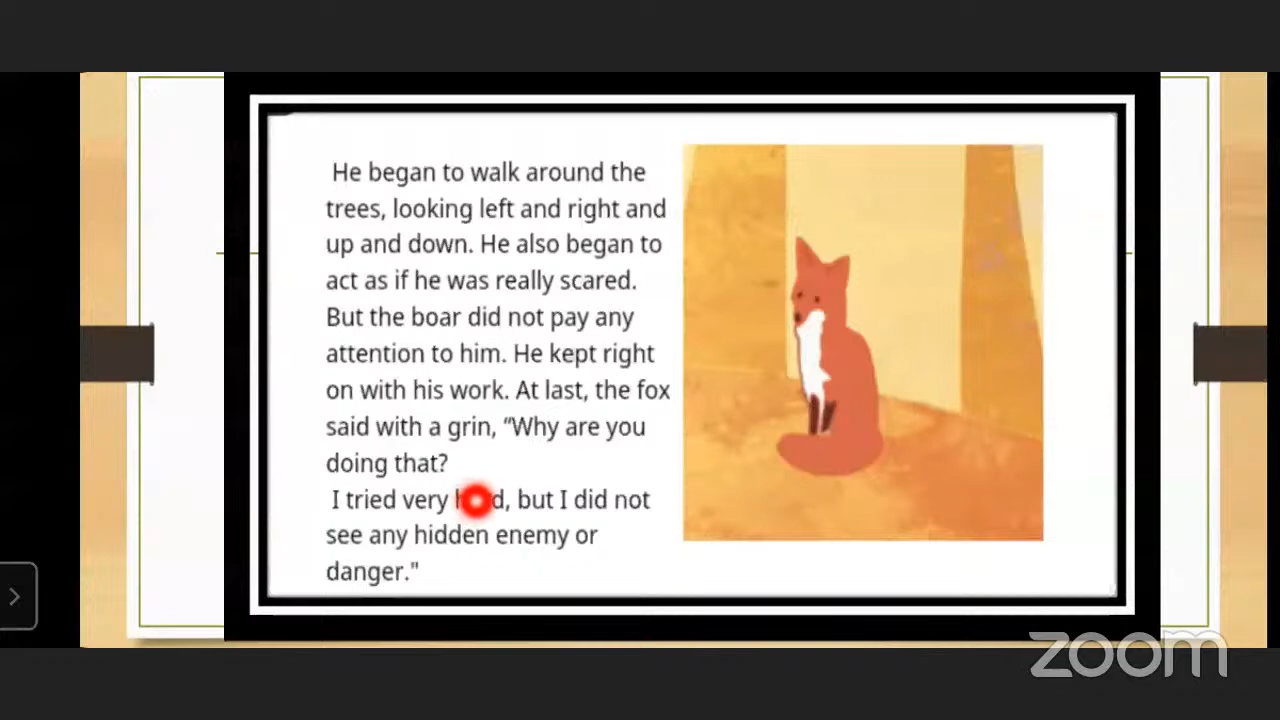 He began to walk around the
trees, looking left and right and
up and down. He also began to
act as if he was really scared.
But the boar did not pay any
attention to him. He kept right
on with his work. At last, the fox
said with a grin, “Why are you
doing that?
I tried very hard, but I did not
see any hidden enemy or
danger."
zoom